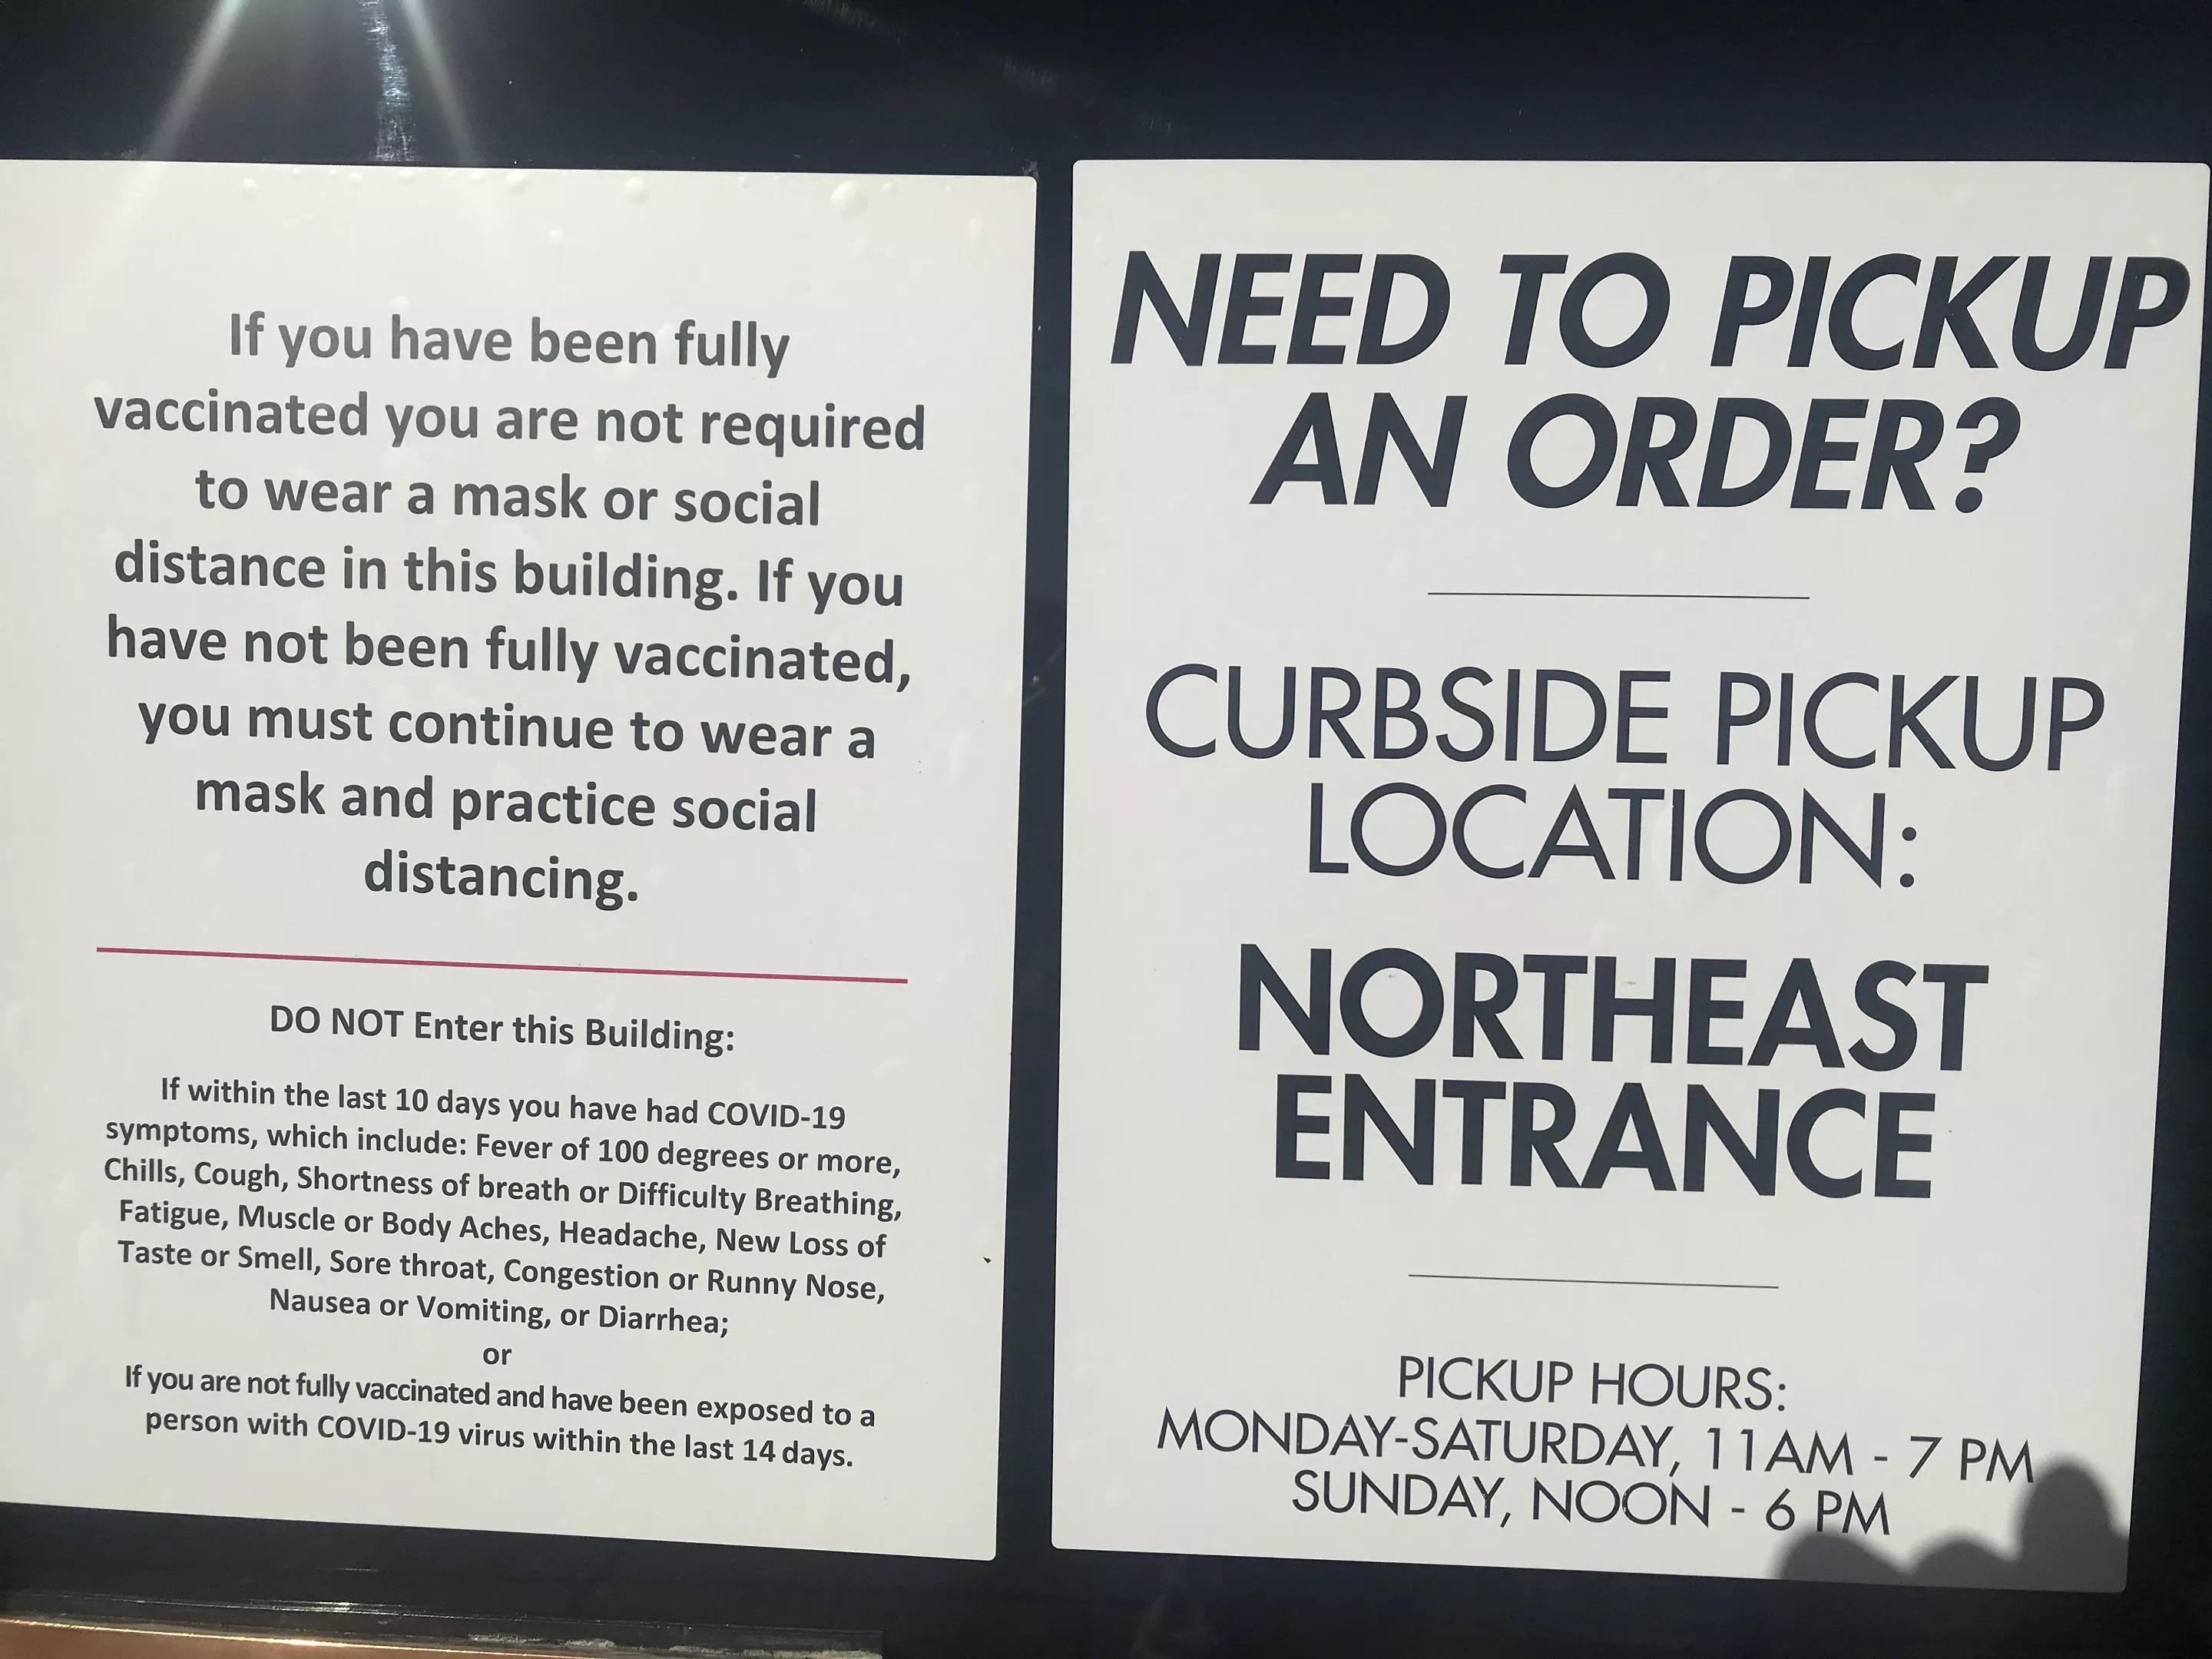 If you have been fully
vaccinated you are not required
to wear a mask or social
distance in this building. If you
have not been fully vaccinated,
you must continue to wear a
mask and practice social
distancing.
DO NOT Enter this Building:
If within the last 10 days you have had COVID-19
symptoms, which include: Fever of 100 degrees or more,
Chills, Cough, Shortness of breath or Difficulty Breathing,
Fatigue, Muscle or Body Aches, Headache, New Loss of
Taste or Smell, Sore throat, Congestion or Runny Nose,
Nausea or Vomiting, or Diarrhea;
or
If you are not fully vaccinated and have been exposed to a
person with COVID-19 virus within the last 14 days.
NEED TO PICKUP
AN ORDER?
CURBSIDE PICKUP
LOCATION:
NORTHEAST
ENTRANCE
PICKUP HOURS:
MONDAY-SATURDAY, 11AM - 7 PM
SUNDAY, NOON - 6 PM